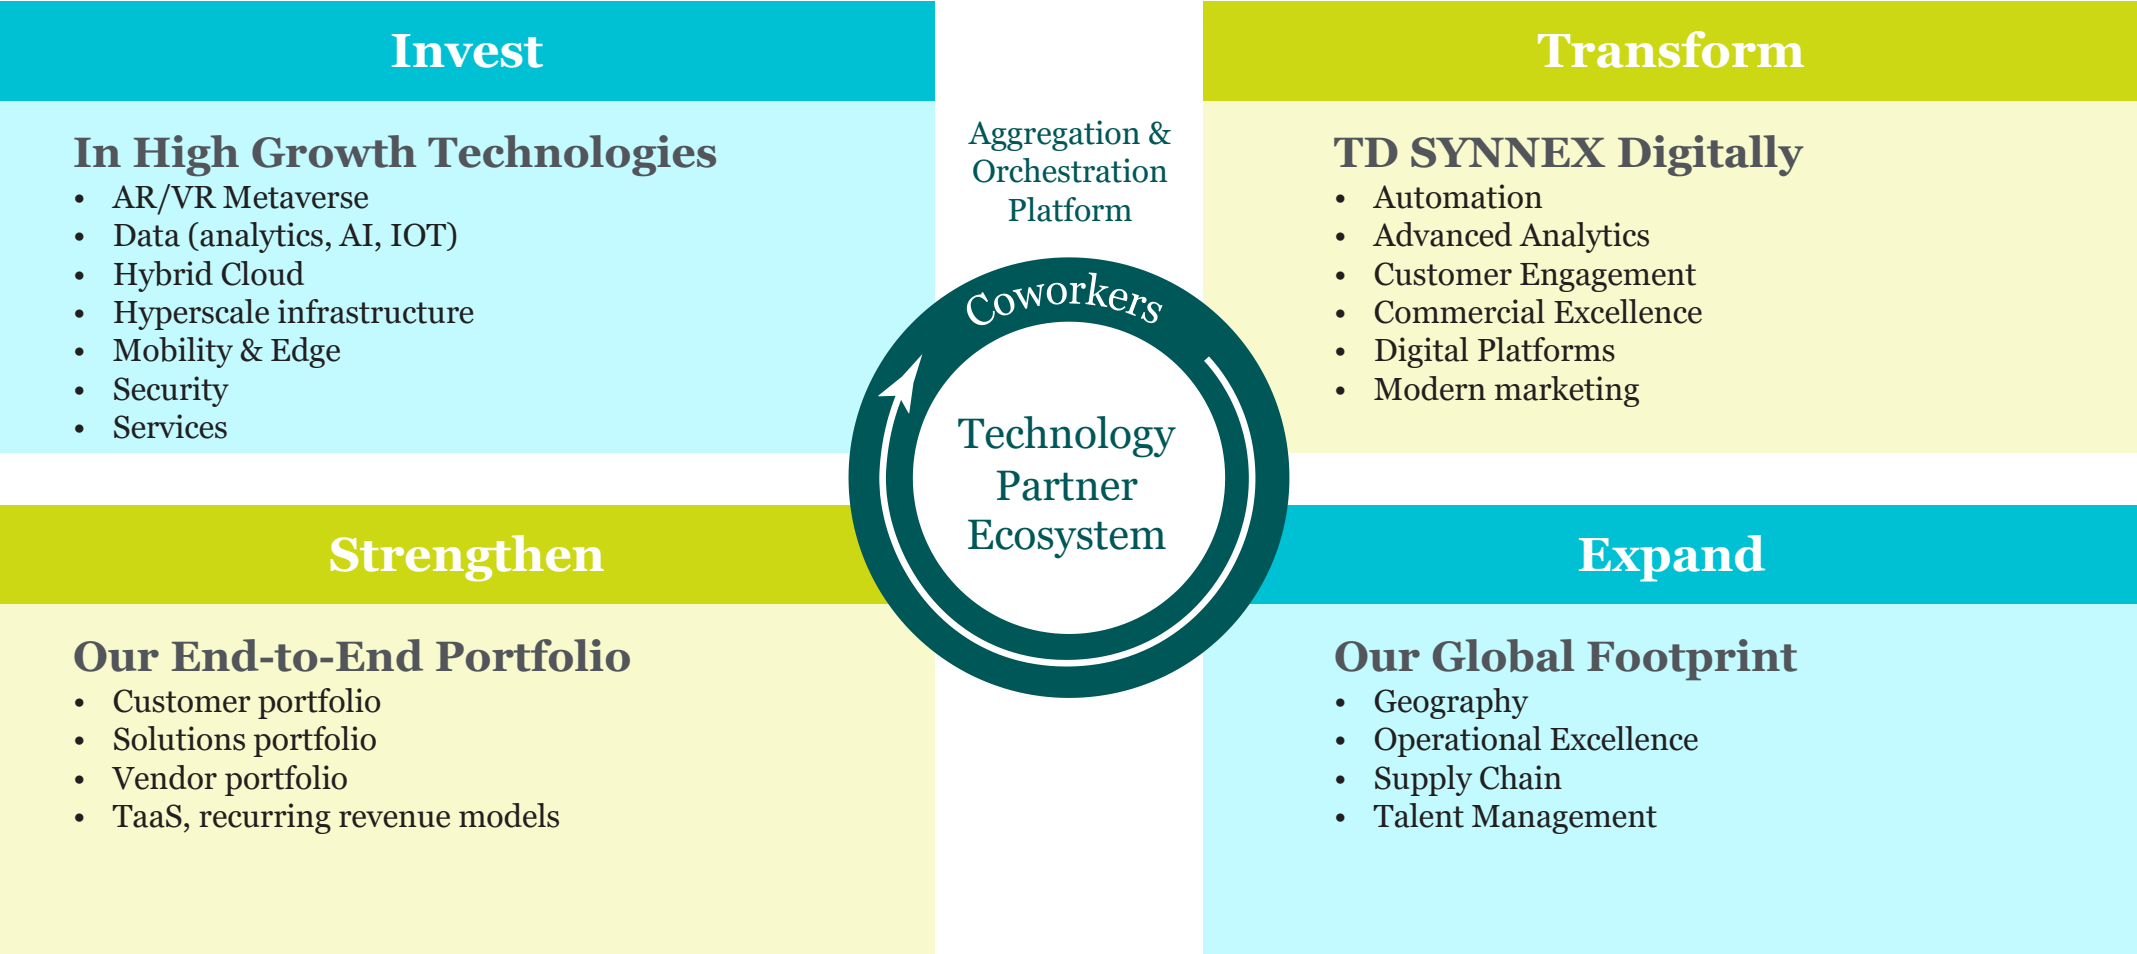 Invest
In High Growth Technologies
• AR/VR Metaverse
• Data (analytics, AI, IOT)
• Hybrid Cloud
• Hyperscale infrastructure
• Mobility & Edge
• Security
• Services
Aggregation &
Orchestration
Platform
Coworkers
Technology
Partner
Ecosystem
Transform
TD SYNNEX Digitally
• Automation
• Advanced Analytics
• Customer Engagement
• Commercial Excellence
• Digital Platforms
• Modern marketing
Strengthen
Our End-to-End Portfolio
• Customer portfolio
• Solutions portfolio
• Vendor portfolio
• TaaS, recurring revenue models
Expand
Our Global Footprint
• Geography
• Operational Excellence
• Supply Chain
• Talent Management